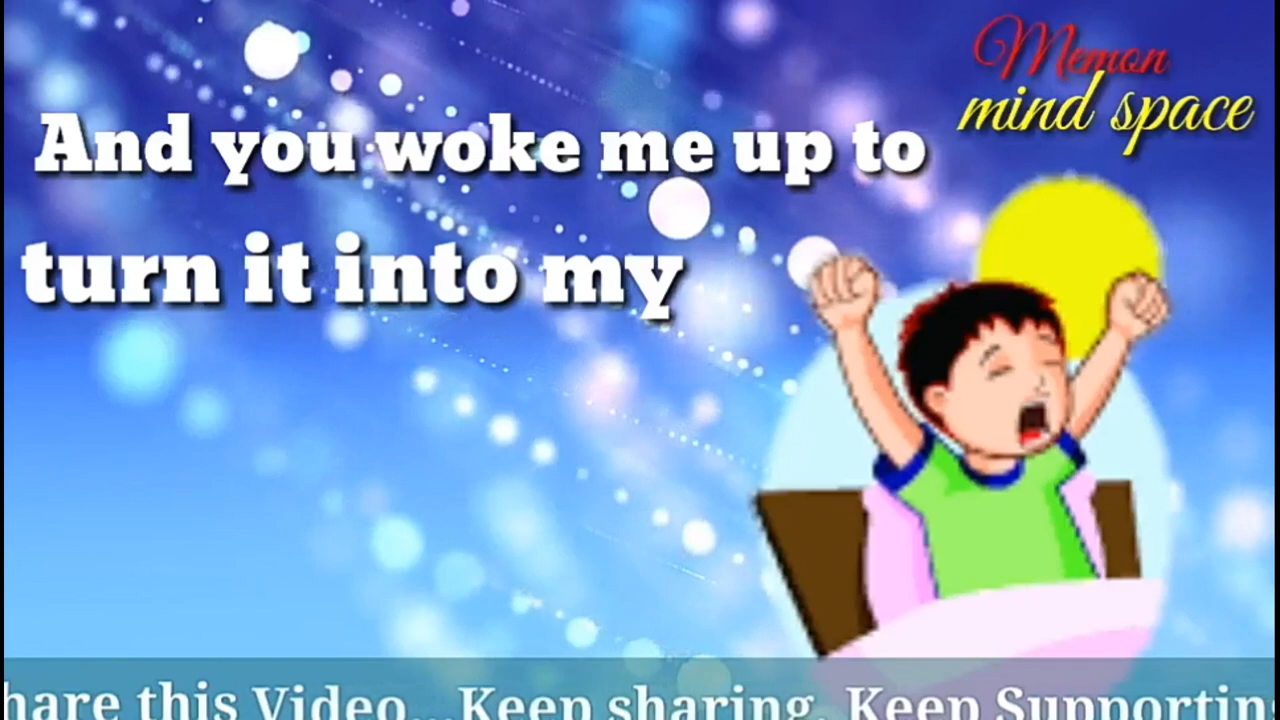 Memon
mind space
And you woke me up to
turn it into my
hare this Video...Keep sharing, Keep Supporting